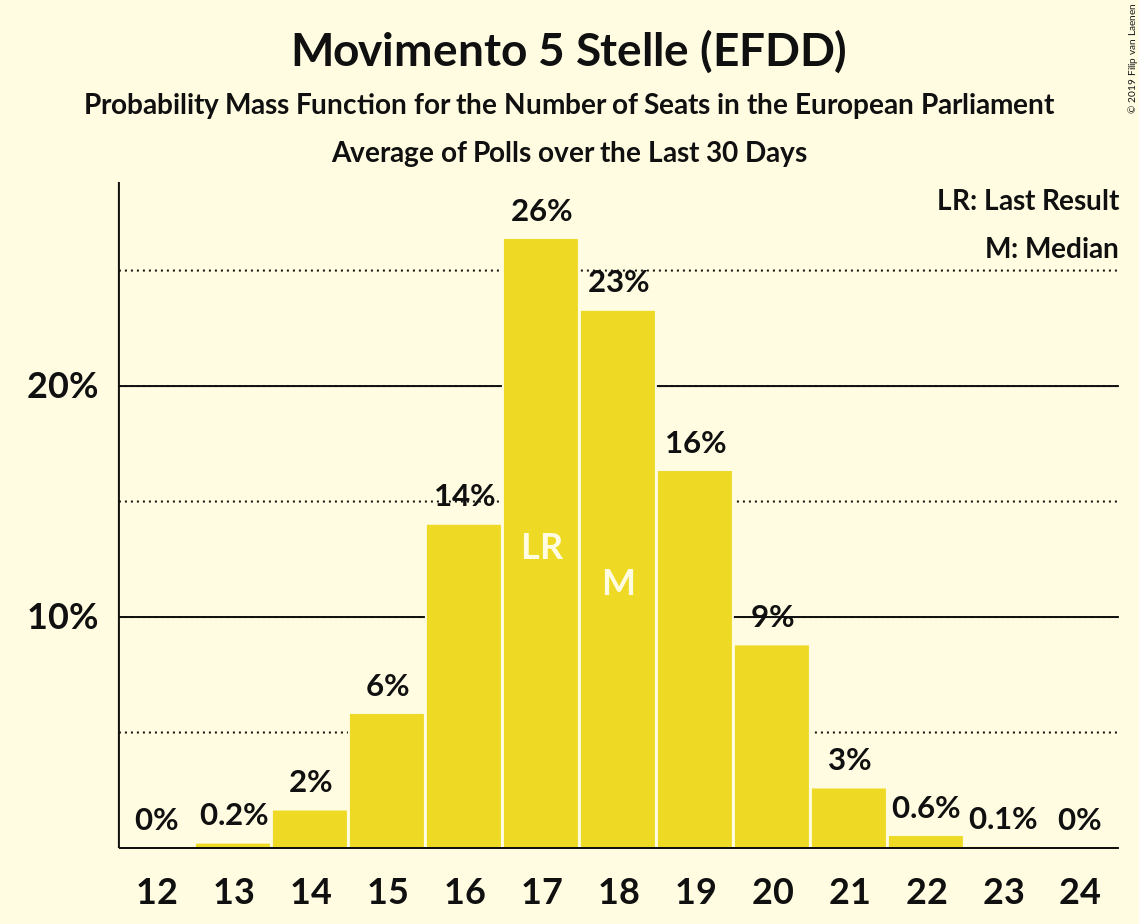 Movimento 5 Stelle (EFDD)
Probability Mass Function for the Number of Seats in the European Parliament
Average of Polls over the Last 30 Days
© 2019 Filip van Laenen
LR: Last Result
M: Median
20%
10%
0%
0.2%
2%
6%
14%
26%
23%
16%
9%
3%
0.6%
0.1%
0%
LR
M
12 13 14 15 16 17 18 19 20 21 22 23 24